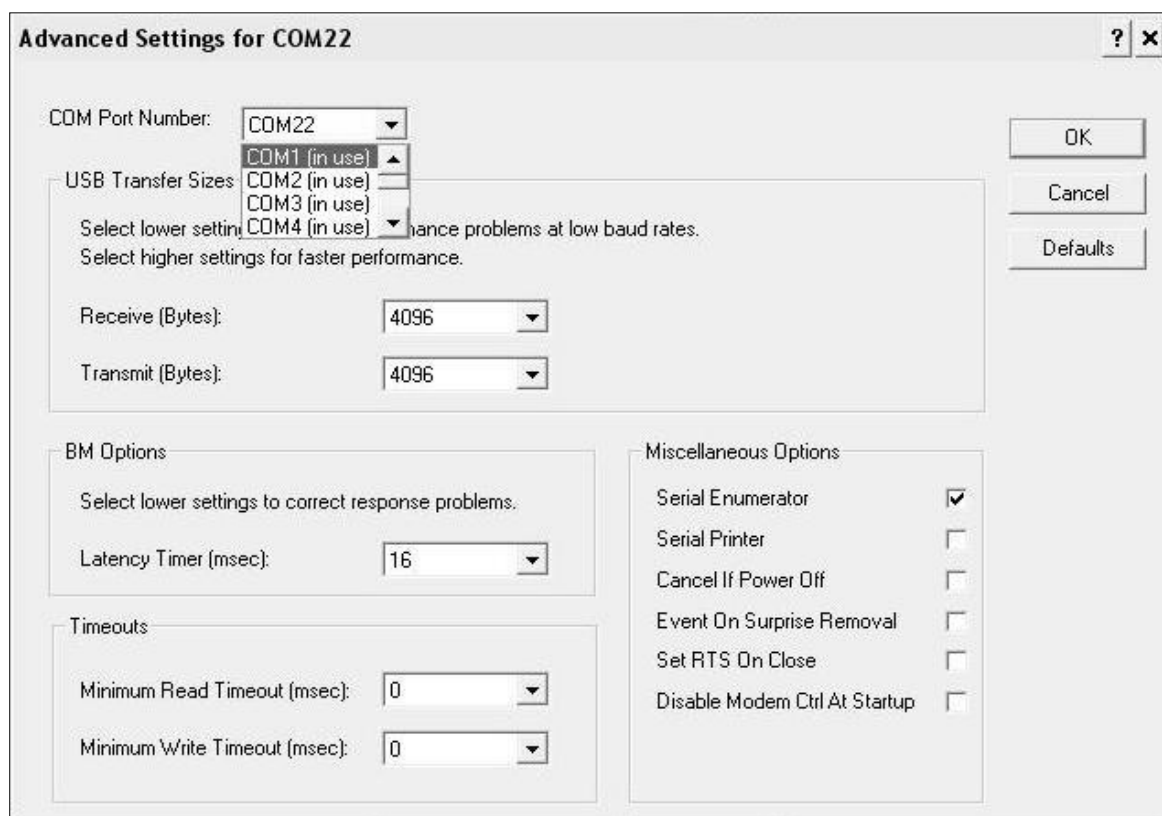 Advanced Settings for COM22
? ×
COM Port Number:
COM22
COM1 (in use)
COM2 (in use)
COM3 (in use)
COM4 (in use)
OK
Cancel
Defaults
USB Transfer Sizes
Select lower settin ance problems at low baud rates.
Select higher settings for faster performance.
Receive (Bytes): 4096
Transmit (Bytes): 4096
BM Options
Select lower settings to correct response problems.
Latency Timer (msec): 16
Timeouts
Minimum Read Timeout (msec): 0
Minimum Write Timeout (msec): 0
Miscellaneous Options
Serial Enumerator
Serial Printer
Cancel If Power Off
Event On Surprise Removal
Set RTS On Close
Disable Modem Ctrl At Startup